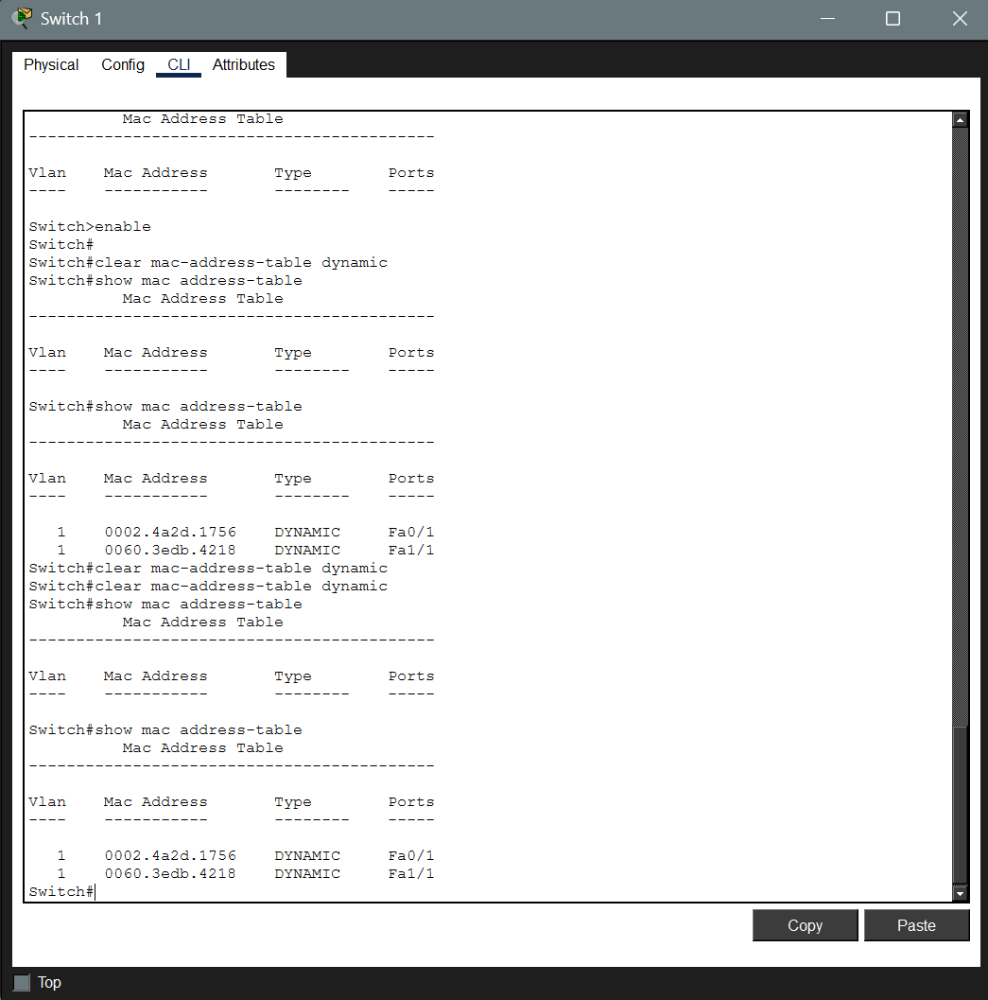 Switch 1
Physical Config CLI Attributes
Mac Address Table
-------------------------------------------
Vlan    Mac Address       Type        Ports
----    -----------       --------    -----
Switch>enable
Switch#
Switch#clear mac-address-table dynamic
Switch#show mac address-table
Mac Address Table
-------------------------------------------
Vlan    Mac Address       Type        Ports
----    -----------       --------    -----
Switch#show mac address-table
Mac Address Table
-------------------------------------------
Vlan    Mac Address       Type        Ports
----    -----------       --------    -----
1    0002.4a2d.1756    DYNAMIC     Fa0/1
1    0060.3edb.4218    DYNAMIC     Fa1/1
Switch#clear mac-address-table dynamic
Switch#clear mac-address-table dynamic
Switch#show mac address-table
Mac Address Table
-------------------------------------------
Vlan    Mac Address       Type        Ports
----    -----------       --------    -----
Switch#show mac address-table
Mac Address Table
-------------------------------------------
Vlan    Mac Address       Type        Ports
----    -----------       --------    -----
1    0002.4a2d.1756    DYNAMIC     Fa0/1
1    0060.3edb.4218    DYNAMIC     Fa1/1
Switch#
Copy Paste
Top